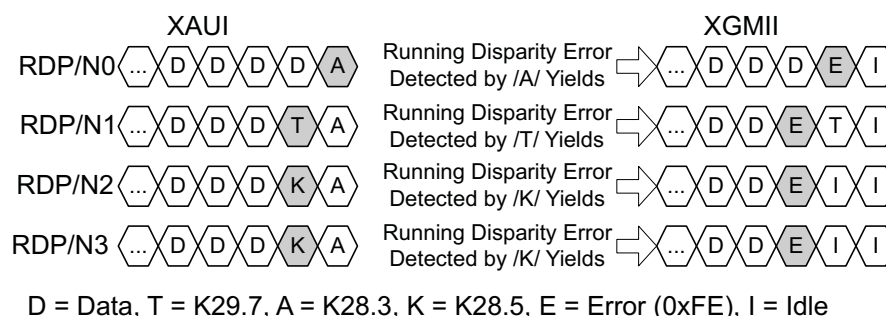 XAUI XGMII
RDP/N0 ... D D D D A Running Disparity Error Detected by /A/ Yields ... D D D E I
RDP/N1 ... D D D T A Running Disparity Error Detected by /T/ Yields ... D D E T I
RDP/N2 ... D D D K A Running Disparity Error Detected by /K/ Yields ... D D E I I
RDP/N3 ... D D D K A Running Disparity Error Detected by /K/ Yields ... D D E I I
D = Data, T = K29.7, A = K28.3, K = K28.5, E = Error (0xFE), I = Idle